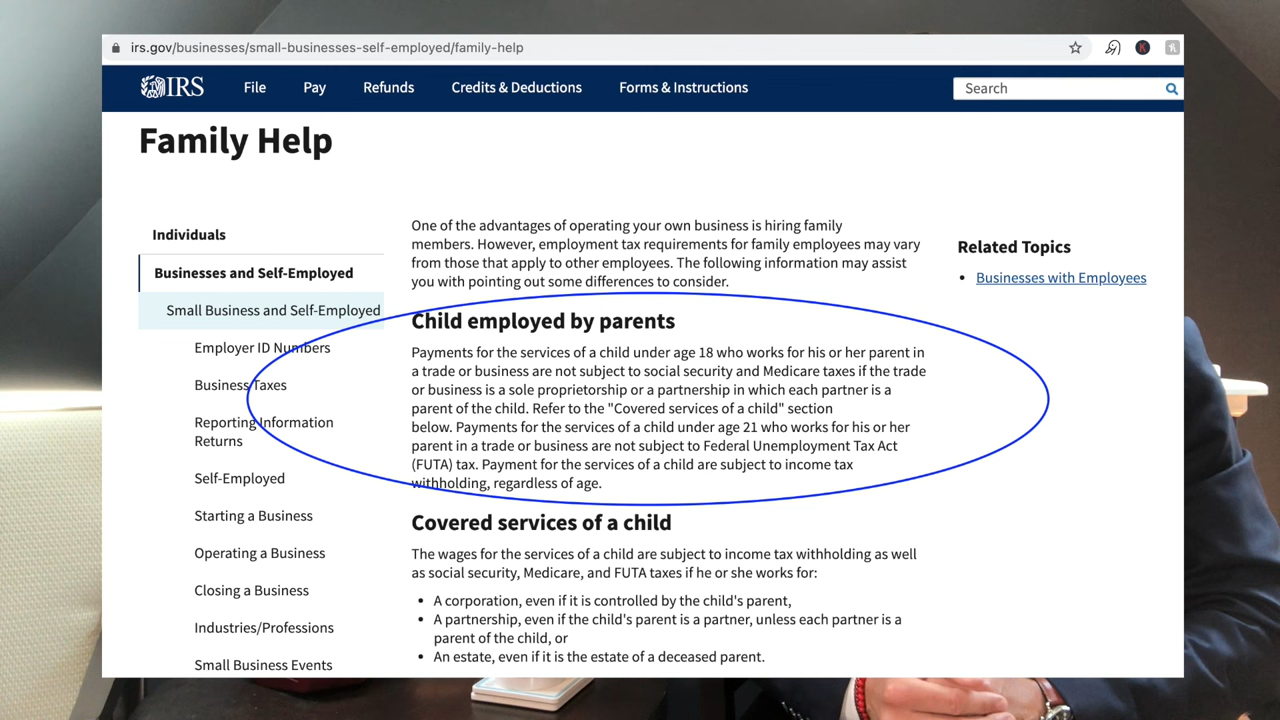 irs.gov/businesses/small-businesses-self-employed/family-help
IRS
File
Pay
Refunds
Credits & Deductions
Forms & Instructions
Search
Family Help
Individuals
Businesses and Self-Employed
Small Business and Self-Employed
Employer ID Numbers
Business Taxes
Reporting Information
Returns
Self-Employed
Starting a Business
Operating a Business
Closing a Business
Industries/Professions
Small Business Events
One of the advantages of operating your own business is hiring family
members. However, employment tax requirements for family employees may vary
from those that apply to other employees. The following information may assist
you with pointing out some differences to consider.
Child employed by parents
Payments for the services of a child under age 18 who works for his or her parent in
a trade or business are not subject to social security and Medicare taxes if the trade
or business is a sole proprietorship or a partnership in which each partner is a
parent of the child. Refer to the "Covered services of a child" section
below. Payments for the services of a child under age 21 who works for his or her
parent in a trade or business are not subject to Federal Unemployment Tax Act
(FUTA) tax. Payment for the services of a child are subject to income tax
withholding, regardless of age.
Covered services of a child
The wages for the services of a child are subject to income tax withholding as well
as social security, Medicare, and FUTA taxes if he or she works for:
• A corporation, even if it is controlled by the child's parent,
• A partnership, even if the child's parent is a partner, unless each partner is a
parent of the child, or
• An estate, even if it is the estate of a deceased parent.
Related Topics
• Businesses with Employees